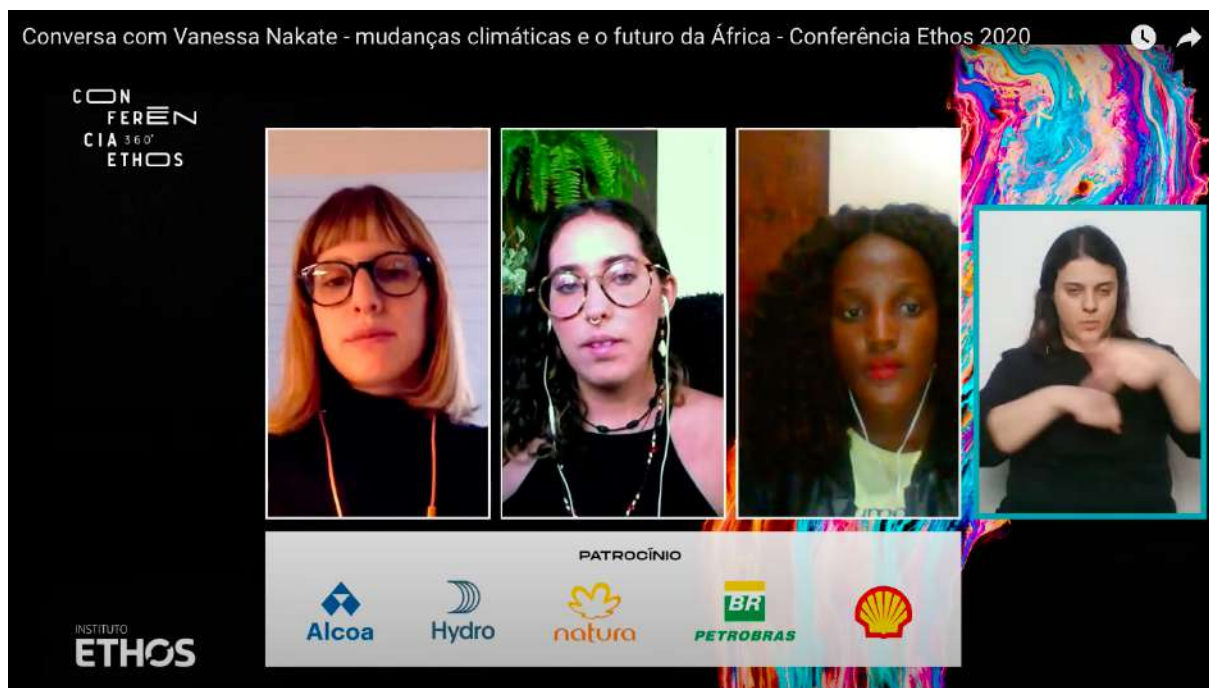 Conversa com Vanessa Nakate - mudanças climáticas e o futuro da África - Conferência Ethos 2020
CON
FERÊN
CIA 360°
ETHOS
PATROCÍNIO
Alcoa
Hydro
natura
BR
PETROBRAS
INSTITUTO
ETHOS